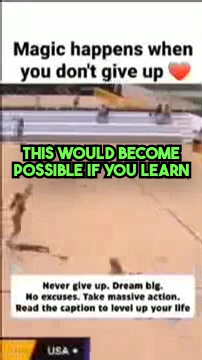 Magic happens when
you don't give up ❤️
THIS WOULD BECOME
POSSIBLE IF YOU LEARN
Never give up. Dream big.
No excuses. Take massive action.
Read the caption to level up your life
USA